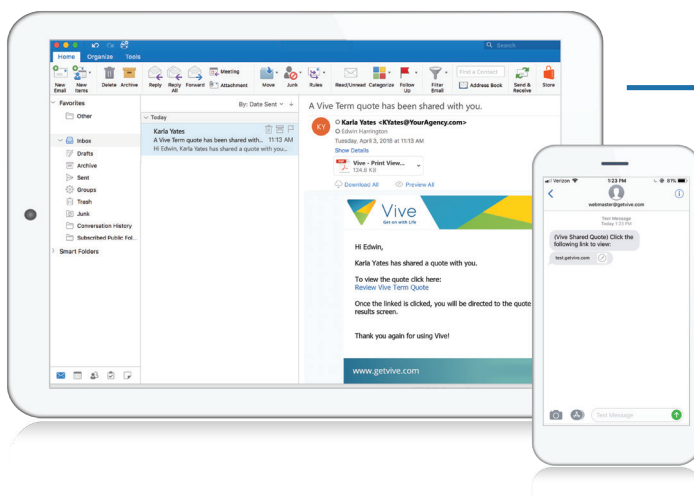 Search
Home Organize Tools
New Email
New Items
Delete
Archive
Reply
Reply All
Forward
Meeting
Attachment
Move
Junk
Rules
Read/Unread
Categorize
Follow Up
Filter Email
Find a Contact
Address Book
Send & Receive
Store
Favorites
Other
Inbox
Drafts
Archive
Sent
Groups
Trash
Junk
Conversation History
Subscribed Public Fol...
Smart Folders
By: Date Sent
Today
Karla Yates
A Vive Term quote has been shared with... 11:13 AM
Hi Edwin, Karla Yates has shared a quote with you...
A Vive Term quote has been shared with you.
KY
Karla Yates <KYates@YourAgency.com>
Edwin Harrington
Tuesday, April 3, 2018 at 11:13 AM
Show Details
Vive - Print View...
124.8 KB
Download All Preview All
Vive
Get on with Life
Hi Edwin,
Karla Yates has shared a quote with you.
To view the quote click here:
Review Vive Term Quote
Once the linked is clicked, you will be directed to the quote
results screen.
Thank you again for using Vive!
www.getvive.com
Verizon 1:23 PM 81%
webmaster@getvive.com
Text Message
Today 1:23 PM
(Vive Shared Quote) Click the
following link to view:
test.getvive.com
Text Message